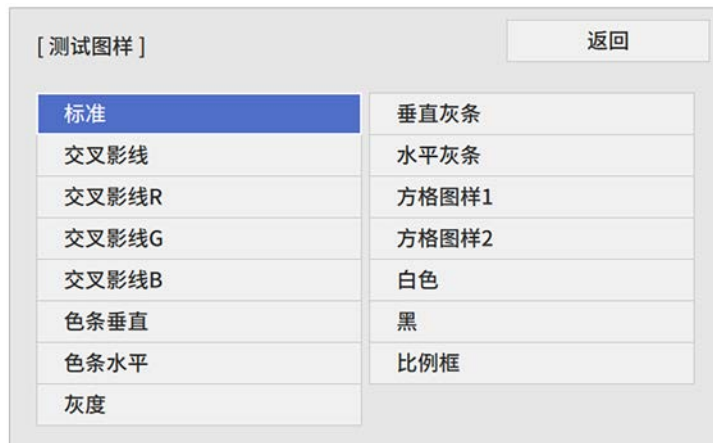 [ 测试图样 ]
返回
标准
交叉影线
交叉影线R
交叉影线G
交叉影线B
色条垂直
色条水平
灰度
垂直灰条
水平灰条
方格图样1
方格图样2
白色
黑
比例框